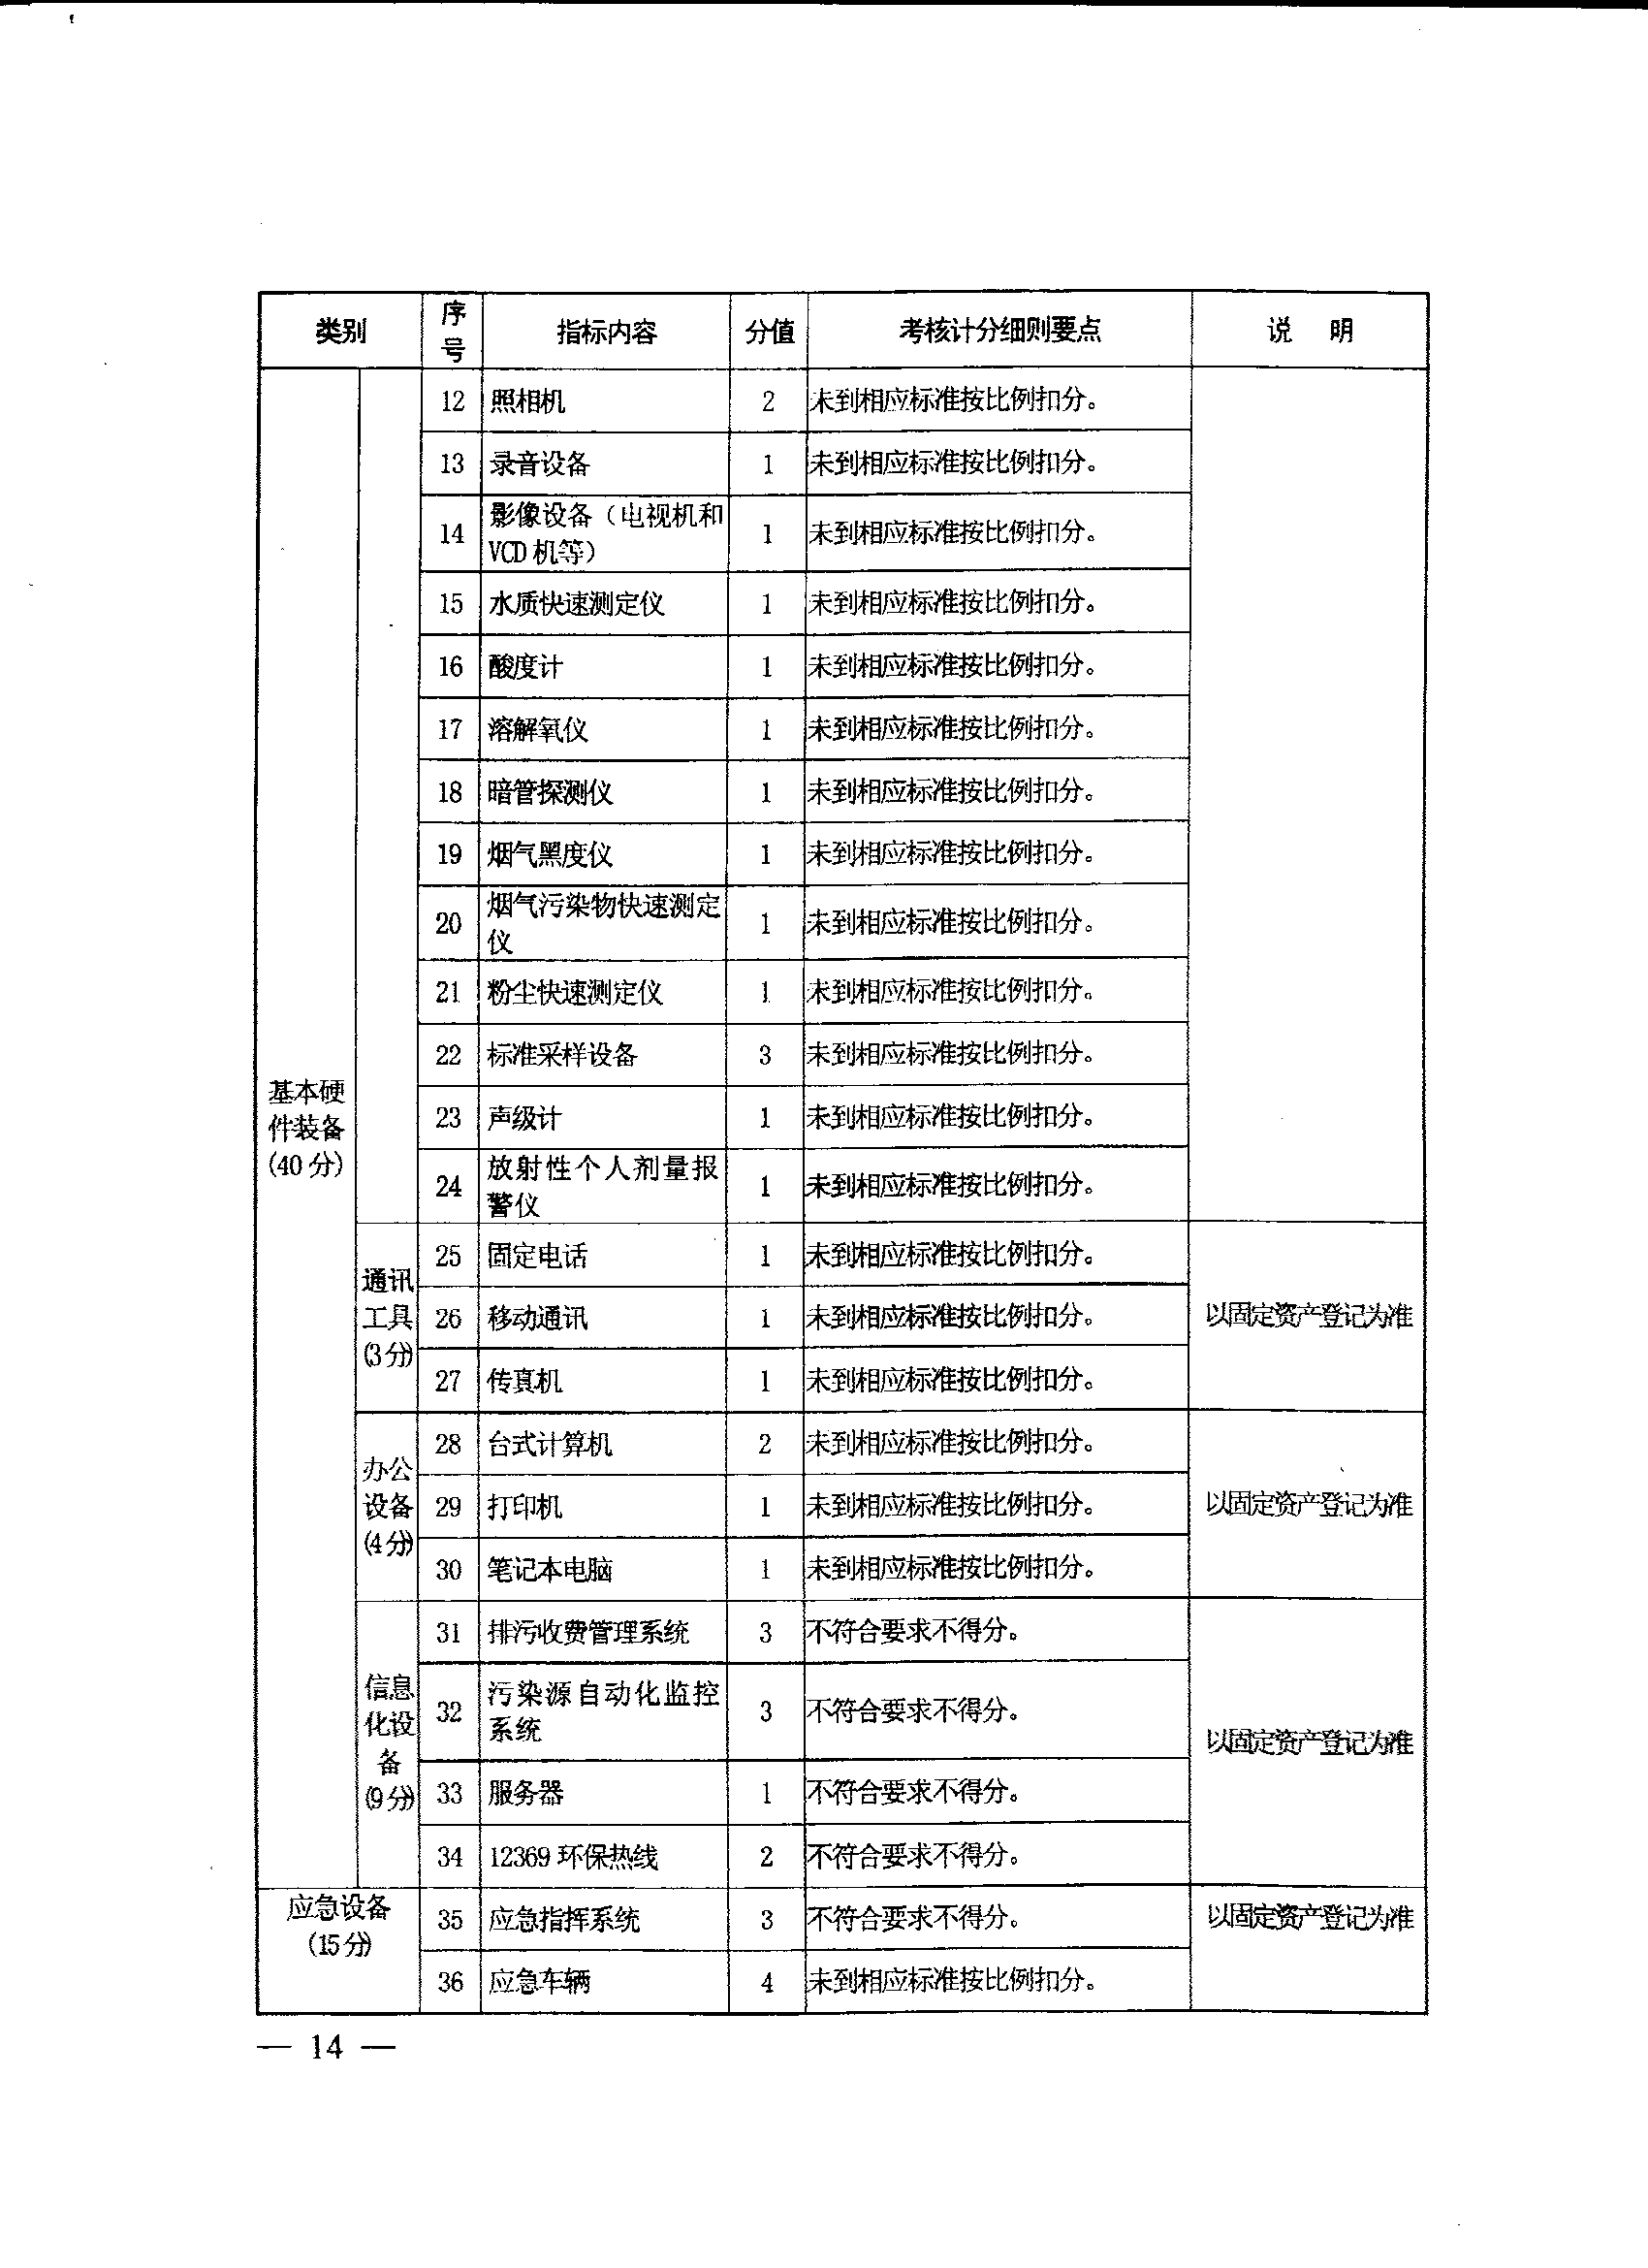 类别 序号 指标内容 分值 考核计分细则要点 说 明
基本硬件装备(40分)
12 照相机 2 未到相应标准按比例扣分。
13 录音设备 1 未到相应标准按比例扣分。
14 影像设备（电视机和VCD机等） 1 未到相应标准按比例扣分。
15 水质快速测定仪 1 未到相应标准按比例扣分。
16 酸度计 1 未到相应标准按比例扣分。
17 溶解氧仪 1 未到相应标准按比例扣分。
18 暗管探测仪 1 未到相应标准按比例扣分。
19 烟气黑度仪 1 未到相应标准按比例扣分。
20 烟气污染物快速测定仪 1 未到相应标准按比例扣分。
21 粉尘快速测定仪 1 未到相应标准按比例扣分。
22 标准采样设备 3 未到相应标准按比例扣分。
23 声级计 1 未到相应标准按比例扣分。
24 放射性个人剂量报警仪 1 未到相应标准按比例扣分。
通讯工具(3分)
25 固定电话 1 未到相应标准按比例扣分。
26 移动通讯 1 未到相应标准按比例扣分。 以固定资产登记为准
27 传真机 1 未到相应标准按比例扣分。
办公设备(4分)
28 台式计算机 2 未到相应标准按比例扣分。
29 打印机 1 未到相应标准按比例扣分。 以固定资产登记为准
30 笔记本电脑 1 未到相应标准按比例扣分。
信息化设备(9分)
31 排污收费管理系统 3 不符合要求不得分。
32 污染源自动化监控系统 3 不符合要求不得分。 以固定资产登记为准
33 服务器 1 不符合要求不得分。
34 12369环保热线 2 不符合要求不得分。
应急设备(15分)
35 应急指挥系统 3 不符合要求不得分。 以固定资产登记为准
36 应急车辆 4 未到相应标准按比例扣分。
— 14 —